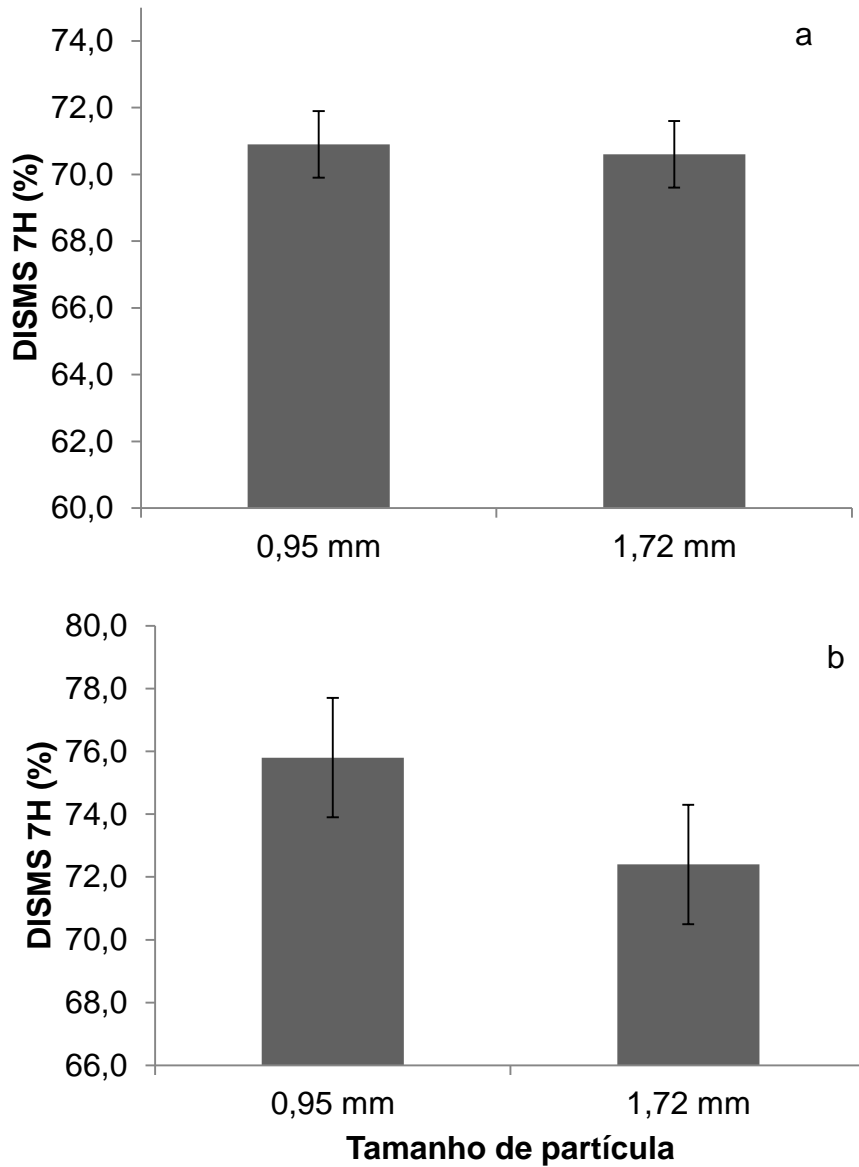 a
DISMS 7H (%)
74,0
72,0
70,0
68,0
66,0
64,0
62,0
60,0
0,95 mm
1,72 mm
b
DISMS 7H (%)
80,0
78,0
76,0
74,0
72,0
70,0
68,0
66,0
0,95 mm
1,72 mm
Tamanho de partícula